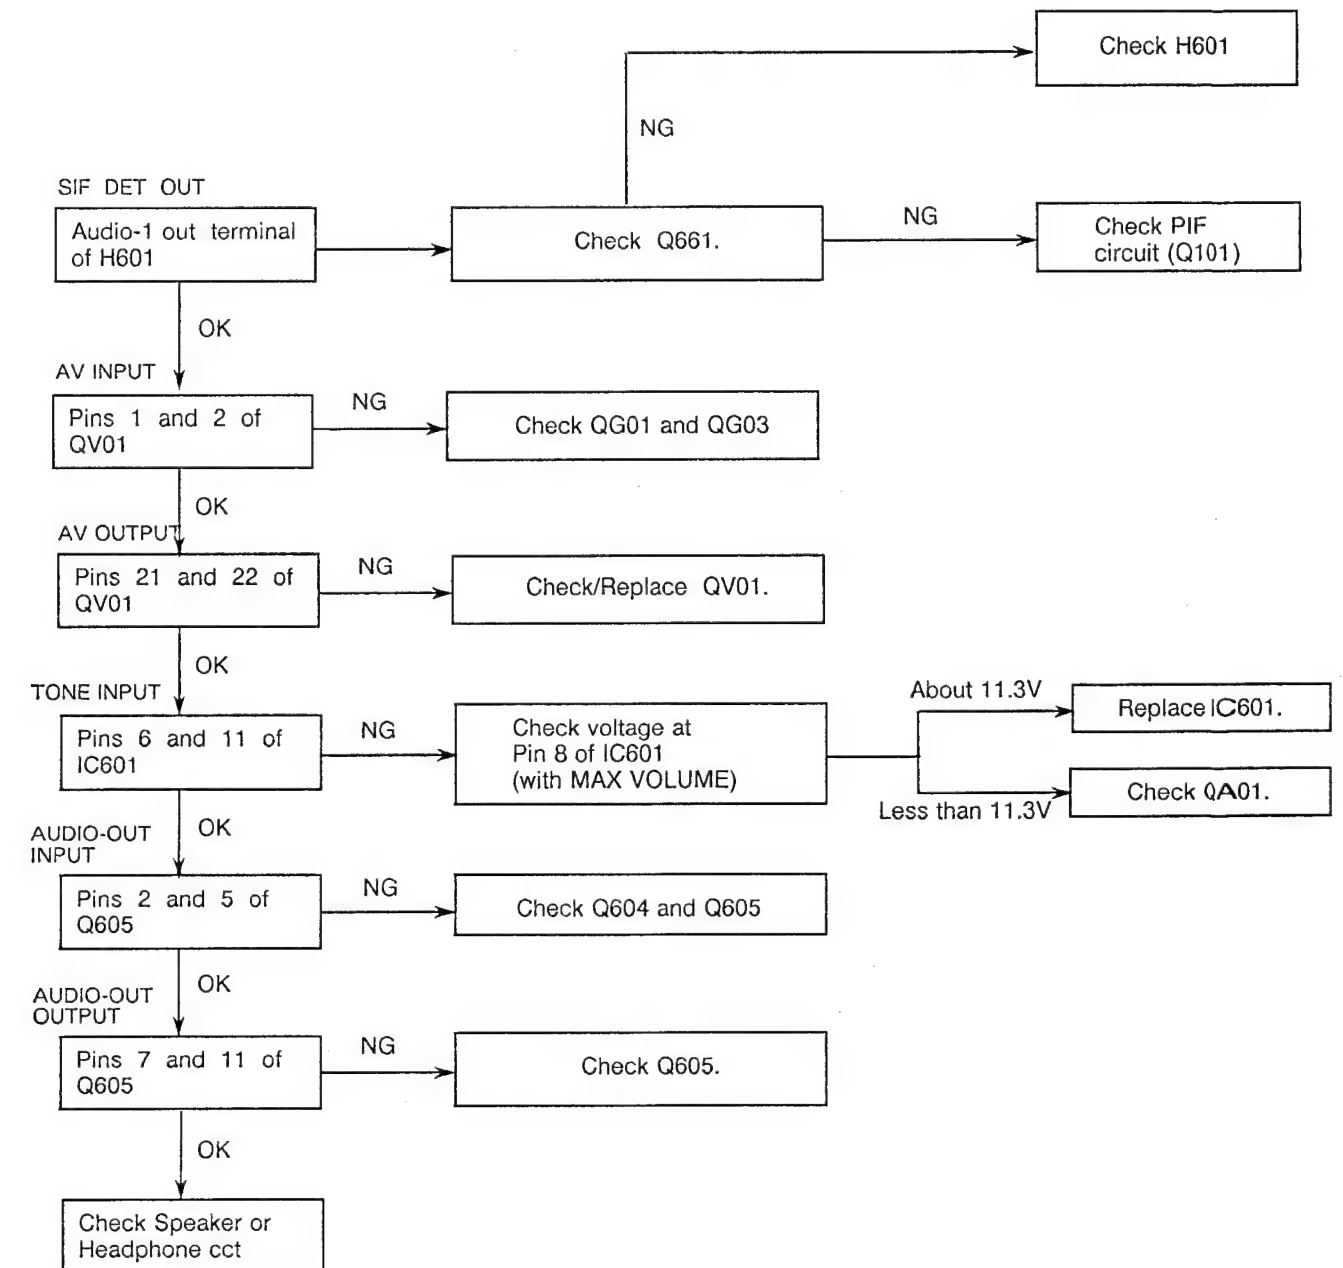 Check H601
NG
SIF DET OUT
Audio-1 out terminal
of H601
Check Q661.
NG
Check PIF
circuit (Q101)
OK
AV INPUT
Pins 1 and 2 of
QV01
NG
Check QG01 and QG03
OK
AV OUTPUT
Pins 21 and 22 of
QV01
NG
Check/Replace QV01.
OK
TONE INPUT
Pins 6 and 11 of
IC601
NG
Check voltage at
Pin 8 of IC601
(with MAX VOLUME)
About 11.3V
Replace IC601.
Less than 11.3V
Check QA01.
OK
AUDIO-OUT
INPUT
Pins 2 and 5 of
Q605
NG
Check Q604 and Q605
OK
AUDIO-OUT
OUTPUT
Pins 7 and 11 of
Q605
NG
Check Q605.
OK
Check Speaker or
Headphone cct